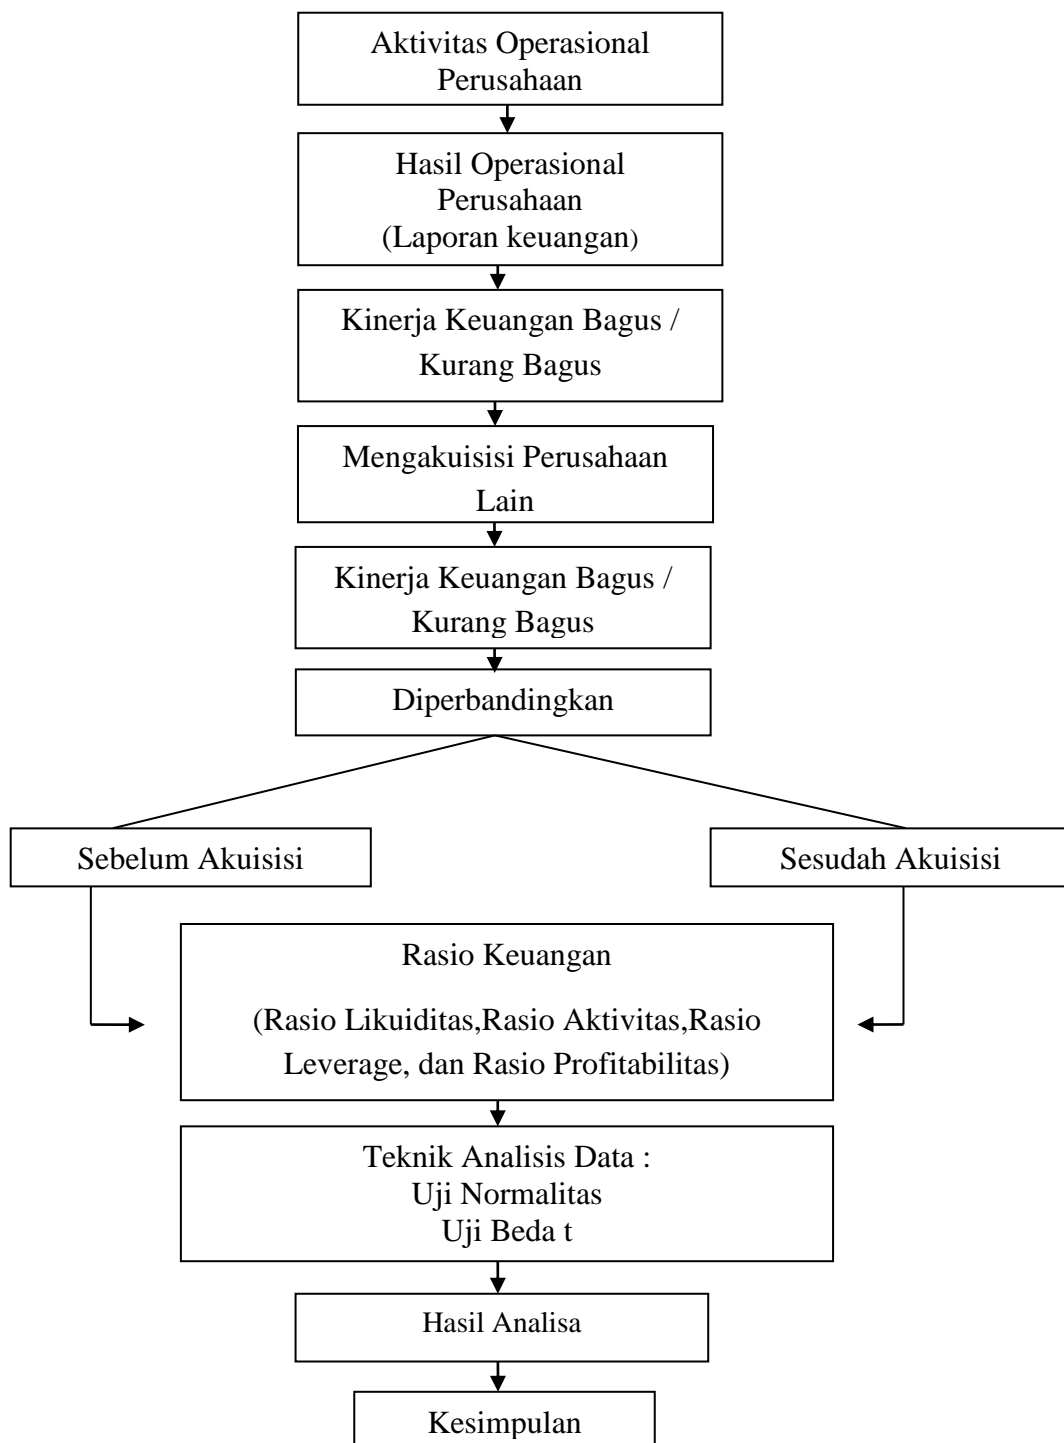 Aktivitas Operasional
Perusahaan
Hasil Operasional
Perusahaan
(Laporan keuangan)
Kinerja Keuangan Bagus /
Kurang Bagus
Mengakuisisi Perusahaan
Lain
Kinerja Keuangan Bagus /
Kurang Bagus
Diperbandingkan
Sebelum Akuisisi
Sesudah Akuisisi
Rasio Keuangan
(Rasio Likuiditas,Rasio Aktivitas,Rasio
Leverage, dan Rasio Profitabilitas)
Teknik Analisis Data :
Uji Normalitas
Uji Beda t
Hasil Analisa
Kesimpulan